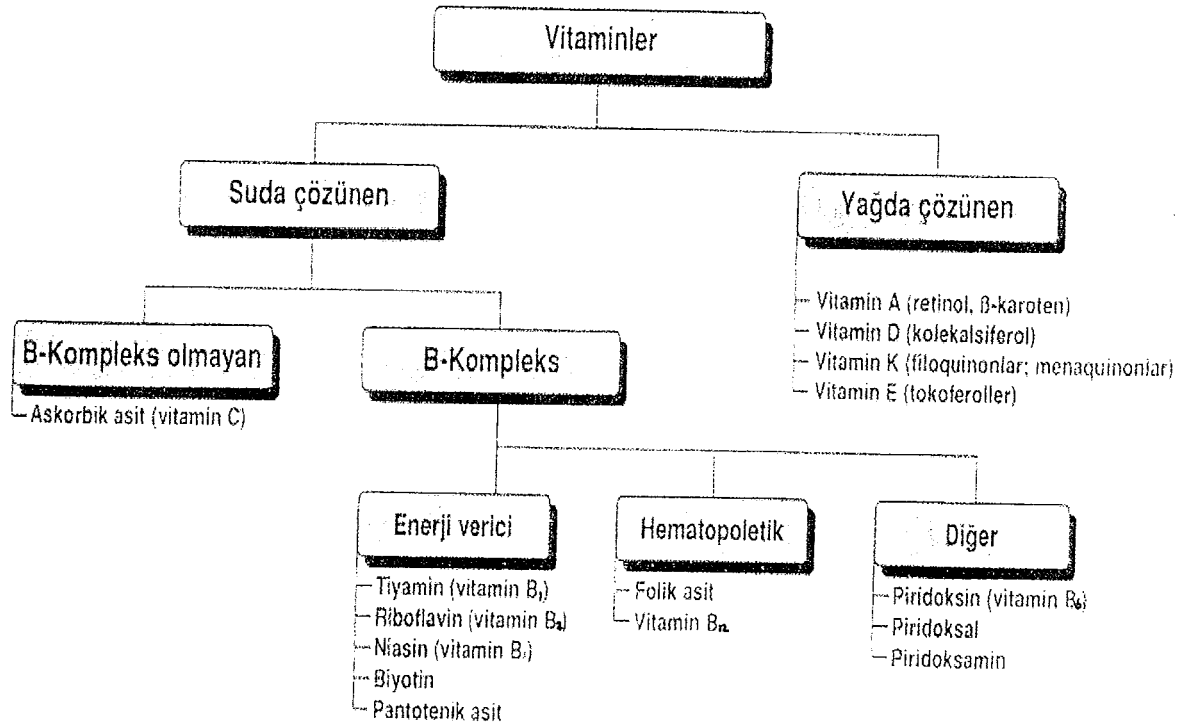 Vitaminler
Suda çözünen
Yağda çözünen
Vitamin A (retinol, β-karoten)
Vitamin D (kolekalsiferol)
Vitamin K (filoquinonlar; menaquinonlar)
Vitamin E (tokoferoller)
B-Kompleks olmayan
Askorbik asit (vitamin C)
B-Kompleks
Enerji verici
Tiyamin (vitamin B₁)
Riboflavin (vitamin B₂)
Niasin (vitamin B
Biyotin
Pantotenik asit
Hematopoletik
Folik asit
Vitamin B₁₂
Diğer
Piridoksin (vitamin B₆)
Piridoksal
Piridoksamin